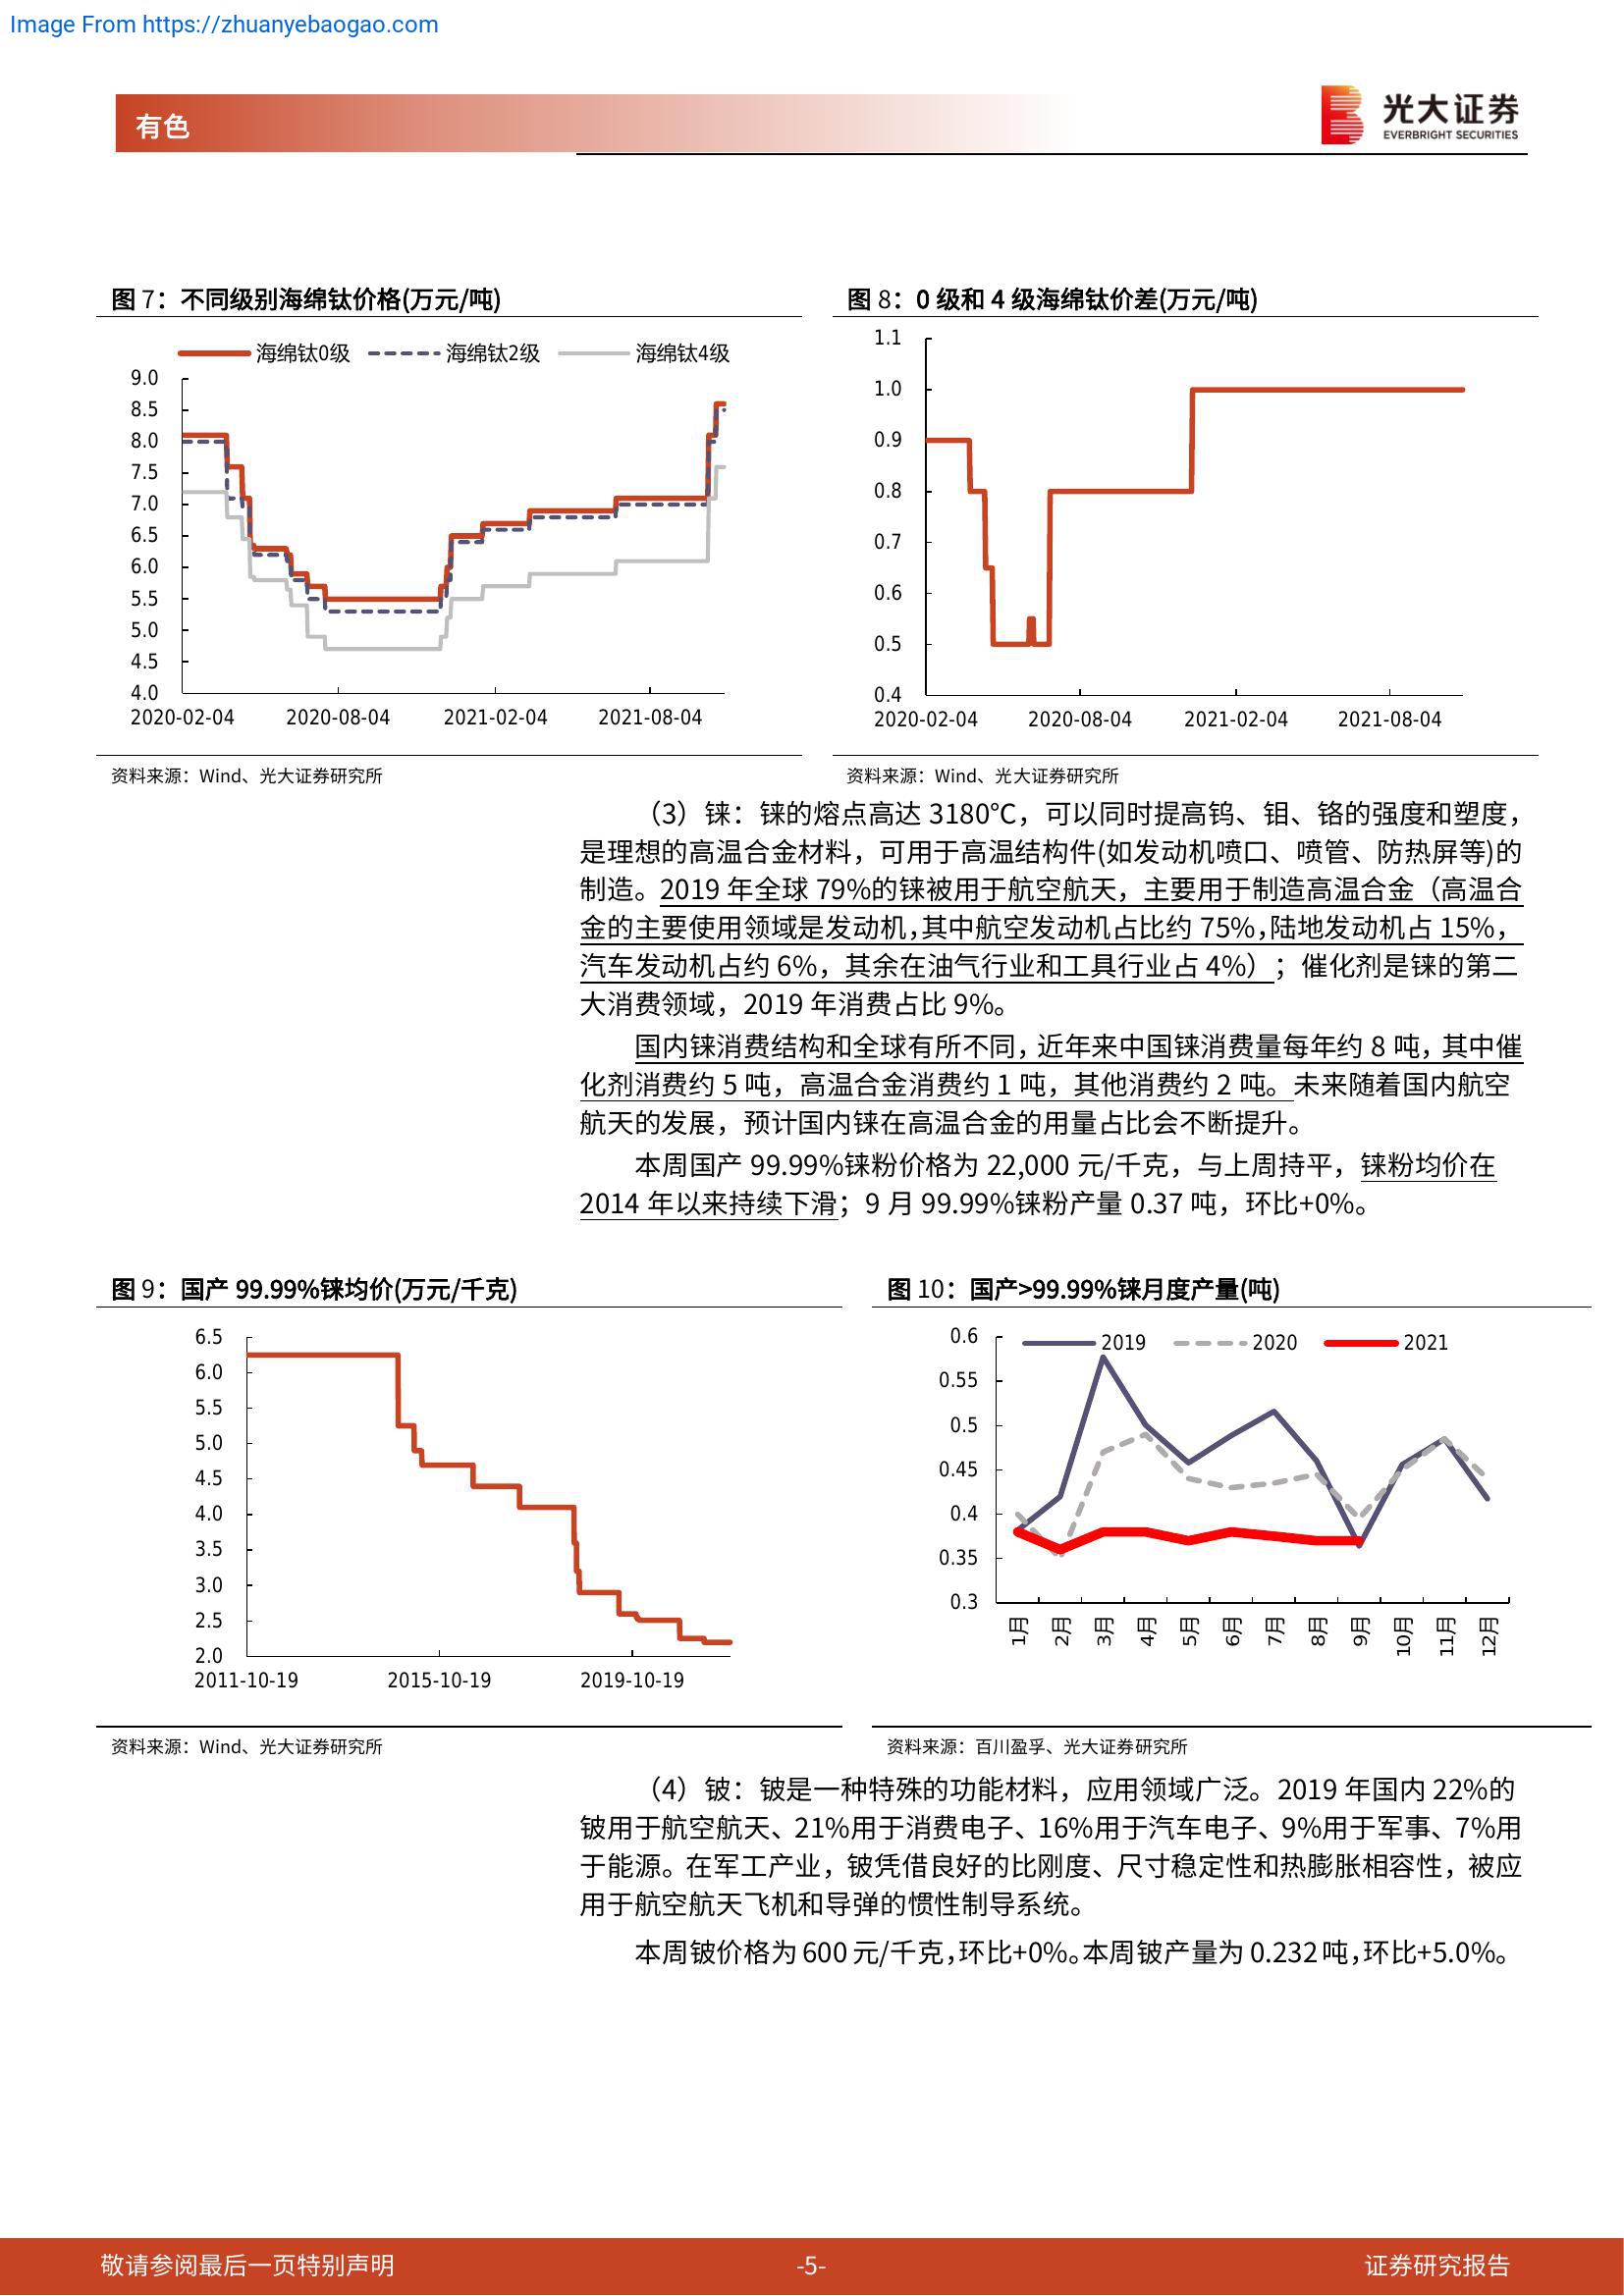 Image From https://zhuanyebaogao.com
有色
光大证券
EVERBRIGHT SECURITIES
图 7：不同级别海绵钛价格(万元/吨)
海绵钛0级 海绵钛2级 海绵钛4级
9.0
8.5
8.0
7.5
7.0
6.5
6.0
5.5
5.0
4.5
4.0
2020-02-04 2020-08-04 2021-02-04 2021-08-04
资料来源：Wind、光大证券研究所
图 8：0 级和 4 级海绵钛价差(万元/吨)
1.1
1.0
0.9
0.8
0.7
0.6
0.5
0.4
2020-02-04 2020-08-04 2021-02-04 2021-08-04
资料来源：Wind、光大证券研究所
（3）铼：铼的熔点高达 3180℃，可以同时提高钨、钼、铬的强度和塑度，
是理想的高温合金材料，可用于高温结构件(如发动机喷口、喷管、防热屏等)的
制造。2019 年全球 79%的铼被用于航空航天，主要用于制造高温合金（高温合
金的主要使用领域是发动机，其中航空发动机占比约 75%，陆地发动机占 15%，
汽车发动机占约 6%，其余在油气行业和工具行业占 4%）；催化剂是铼的第二
大消费领域，2019 年消费占比 9%。
国内铼消费结构和全球有所不同，近年来中国铼消费量每年约 8 吨，其中催
化剂消费约 5 吨，高温合金消费约 1 吨，其他消费约 2 吨。未来随着国内航空
航天的发展，预计国内铼在高温合金的用量占比会不断提升。
本周国产 99.99%铼粉价格为 22,000 元/千克，与上周持平，铼粉均价在
2014 年以来持续下滑；9 月 99.99%铼粉产量 0.37 吨，环比+0%。
图 9：国产 99.99%铼均价(万元/千克)
6.5
6.0
5.5
5.0
4.5
4.0
3.5
3.0
2.5
2.0
2011-10-19 2015-10-19 2019-10-19
资料来源：Wind、光大证券研究所
图 10：国产>99.99%铼月度产量(吨)
2019 2020 2021
0.6
0.55
0.5
0.45
0.4
0.35
0.3
1月 2月 3月 4月 5月 6月 7月 8月 9月 10月 11月 12月
资料来源：百川盈孚、光大证券研究所
（4）铍：铍是一种特殊的功能材料，应用领域广泛。2019 年国内 22%的
铍用于航空航天、21%用于消费电子、16%用于汽车电子、9%用于军事、7%用
于能源。在军工产业，铍凭借良好的比刚度、尺寸稳定性和热膨胀相容性，被应
用于航空航天飞机和导弹的惯性制导系统。
本周铍价格为 600 元/千克，环比+0%。本周铍产量为 0.232 吨，环比+5.0%。
敬请参阅最后一页特别声明 -5- 证券研究报告